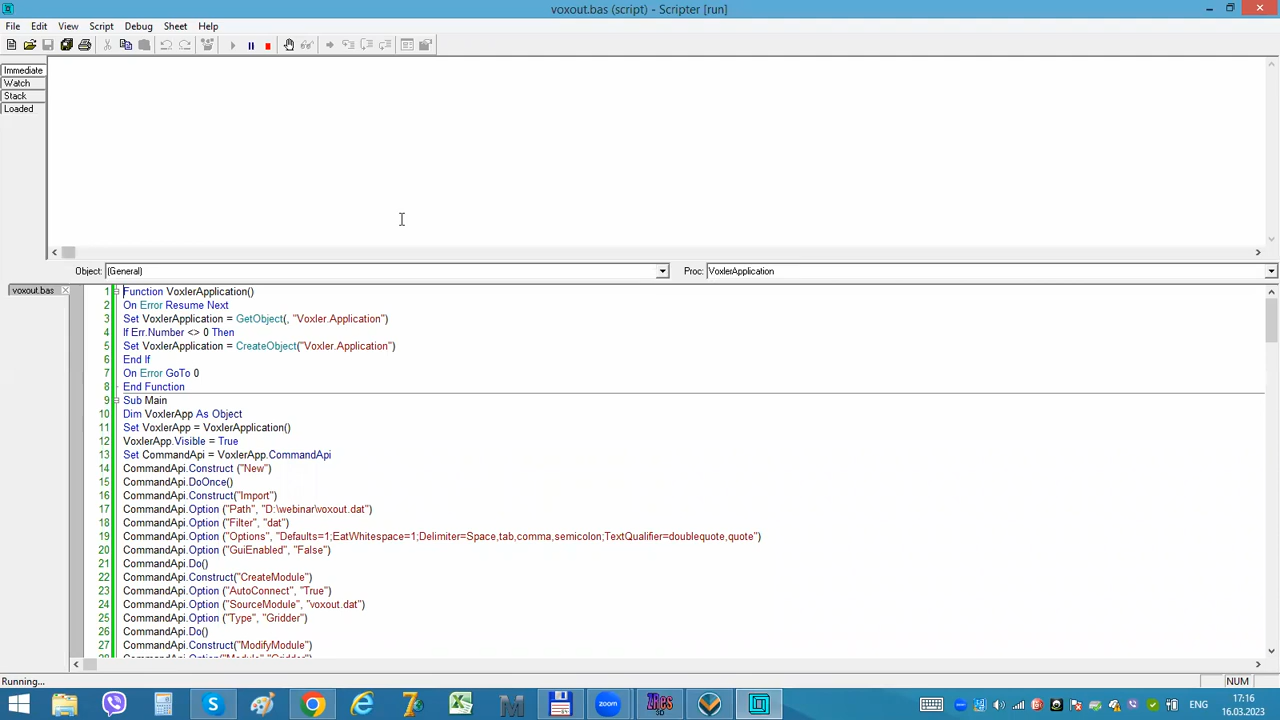 voxout.bas (script) - Scripter [run]
File Edit View Script Debug Sheet Help
Immediate
Watch
Stack
Loaded
Object: (General) Proc: VoxlerApplication
voxout.bas
1 Function VoxlerApplication()
2 On Error Resume Next
3 Set VoxlerApplication = GetObject(, "Voxler.Application")
4 If Err.Number <> 0 Then
5 Set VoxlerApplication = CreateObject("Voxler.Application")
6 End If
7 On Error GoTo 0
8 End Function
9 Sub Main
10 Dim VoxlerApp As Object
11 Set VoxlerApp = VoxlerApplication()
12 VoxlerApp.Visible = True
13 Set CommandApi = VoxlerApp.CommandApi
14 CommandApi.Construct ("New")
15 CommandApi.DoOnce()
16 CommandApi.Construct("Import")
17 CommandApi.Option ("Path", "D:\webinar\voxout.dat")
18 CommandApi.Option ("Filter", "dat")
19 CommandApi.Option ("Options", "Defaults=1;EatWhitespace=1;Delimiter=Space,tab,comma,semicolon;TextQualifier=doublequote,quote")
20 CommandApi.Option ("GuiEnabled", "False")
21 CommandApi.Do()
22 CommandApi.Construct("CreateModule")
23 CommandApi.Option ("AutoConnect", "True")
24 CommandApi.Option ("SourceModule", "voxout.dat")
25 CommandApi.Option ("Type", "Gridder")
26 CommandApi.Do()
27 CommandApi.Construct("ModifyModule")
28 CommandApi.Option("Module","Gridder")
Running...
NUM
zoom
ZRes
ENG
17:16
16.03.2023